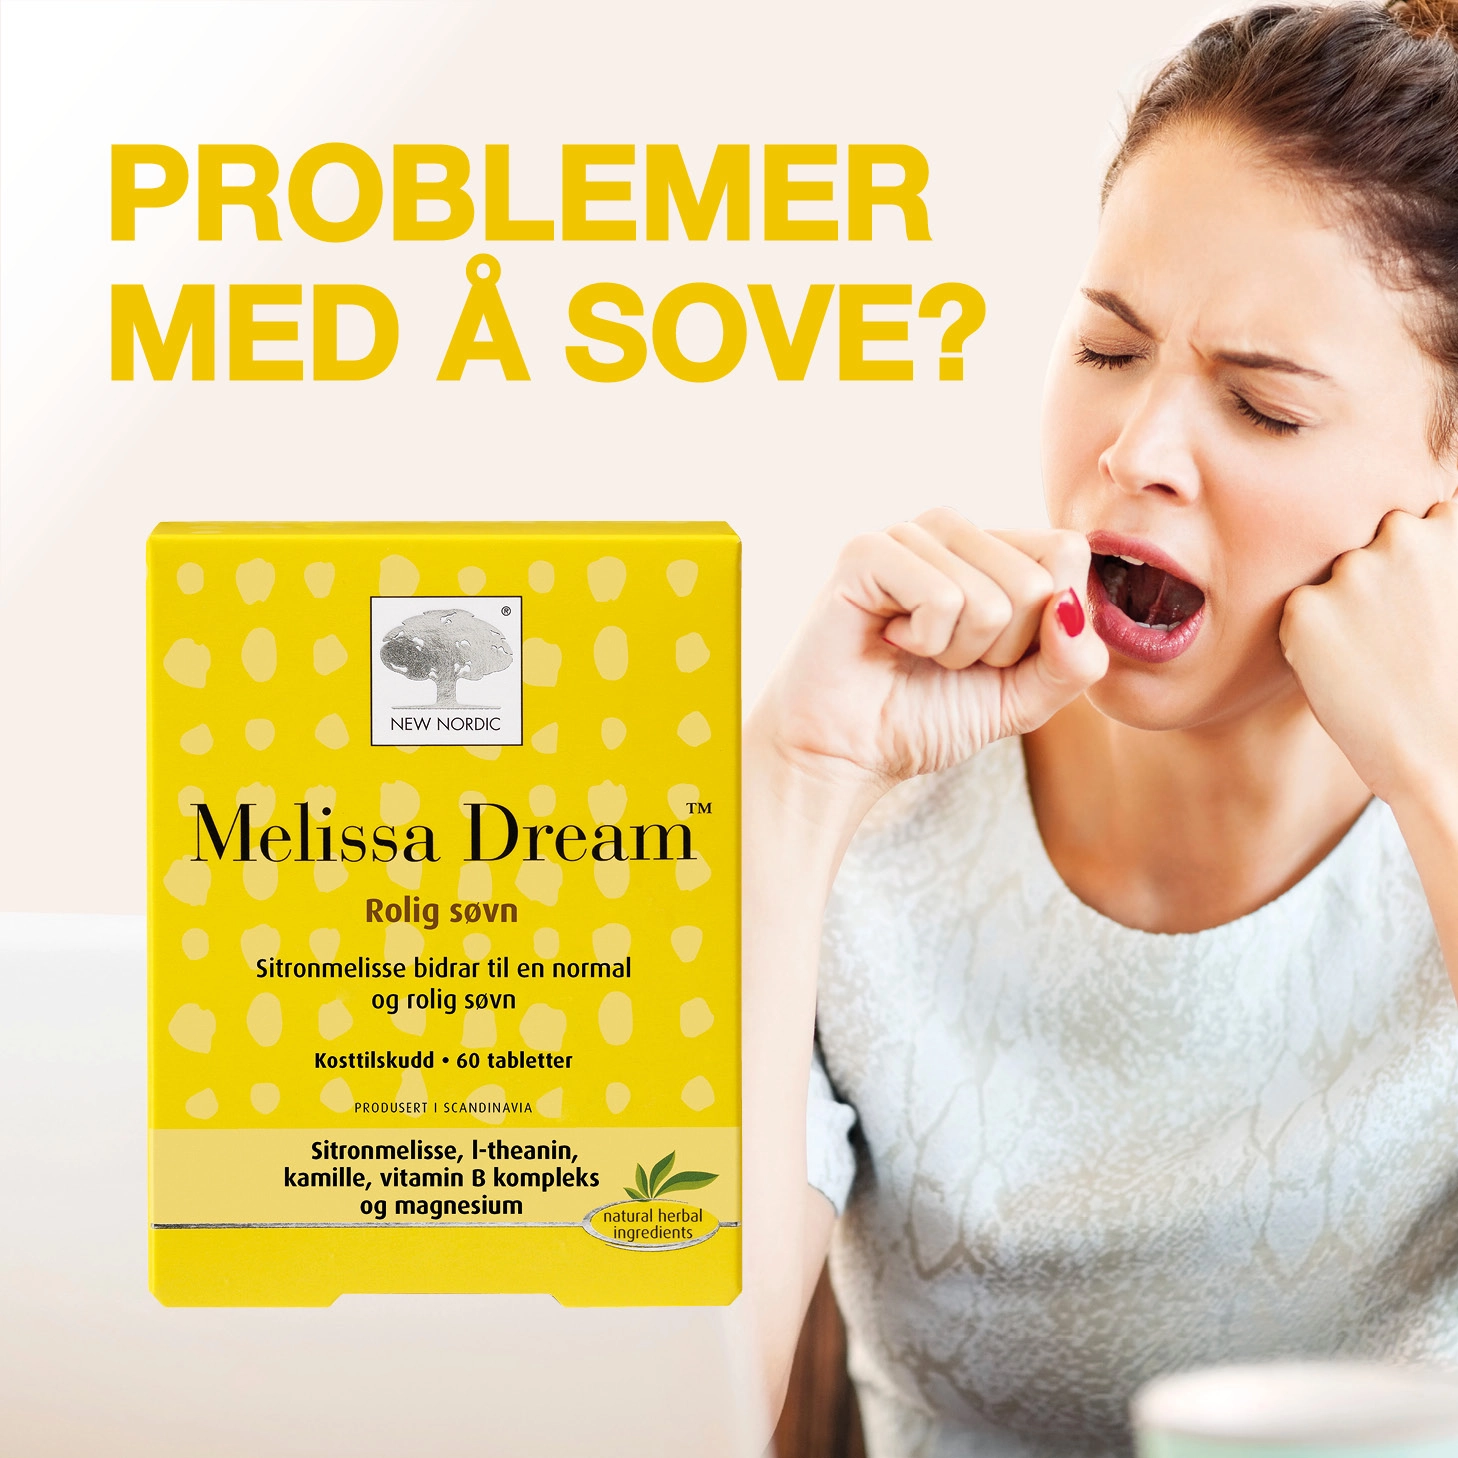 PROBLEMER
MED Å SOVE?
®
NEW NORDIC
Melissa Dream™
Rolig søvn
Sitronmelisse bidrar til en normal
og rolig søvn
Kosttilskudd • 60 tabletter
PRODUSERT I SCANDINAVIA
Sitronmelisse, l-theanin,
kamille, vitamin B kompleks
og magnesium
natural herbal
ingredients